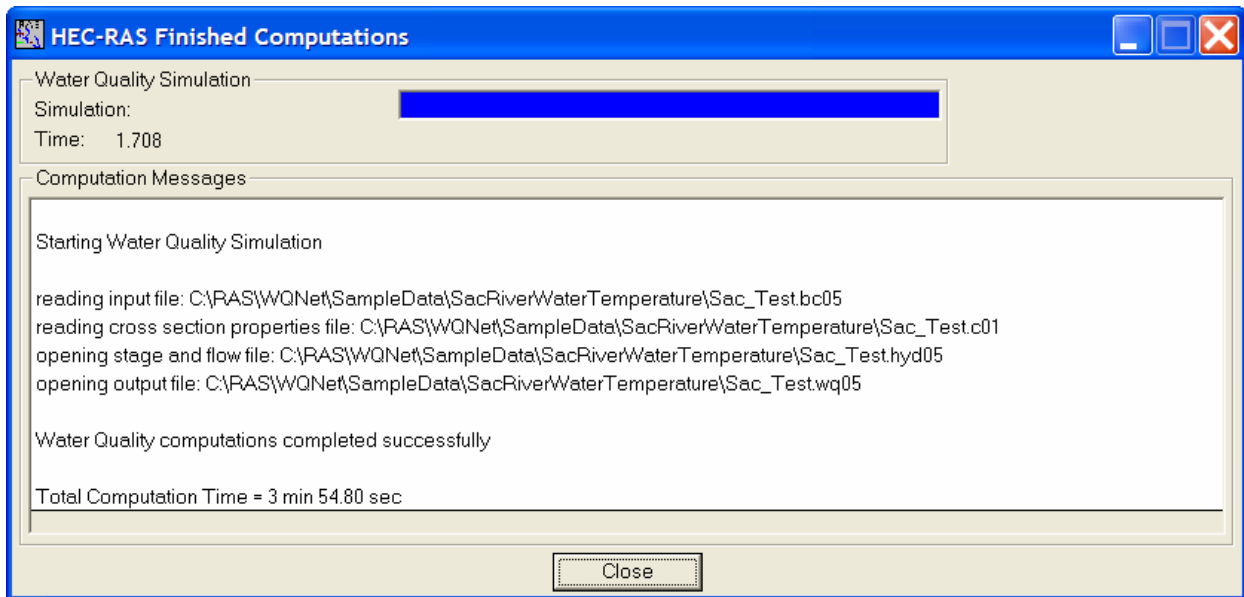 HEC-RAS Finished Computations
Water Quality Simulation
Simulation:
Time: 1.708
Computation Messages
Starting Water Quality Simulation
reading input file: C:\RAS\WQNet\SampleData\SacRiverWaterTemperature\Sac_Test.bc05
reading cross section properties file: C:\RAS\WQNet\SampleData\SacRiverWaterTemperature\Sac_Test.c01
opening stage and flow file: C:\RAS\WQNet\SampleData\SacRiverWaterTemperature\Sac_Test.hyd05
opening output file: C:\RAS\WQNet\SampleData\SacRiverWaterTemperature\Sac_Test.wq05
Water Quality computations completed successfully
Total Computation Time = 3 min 54.80 sec
Close